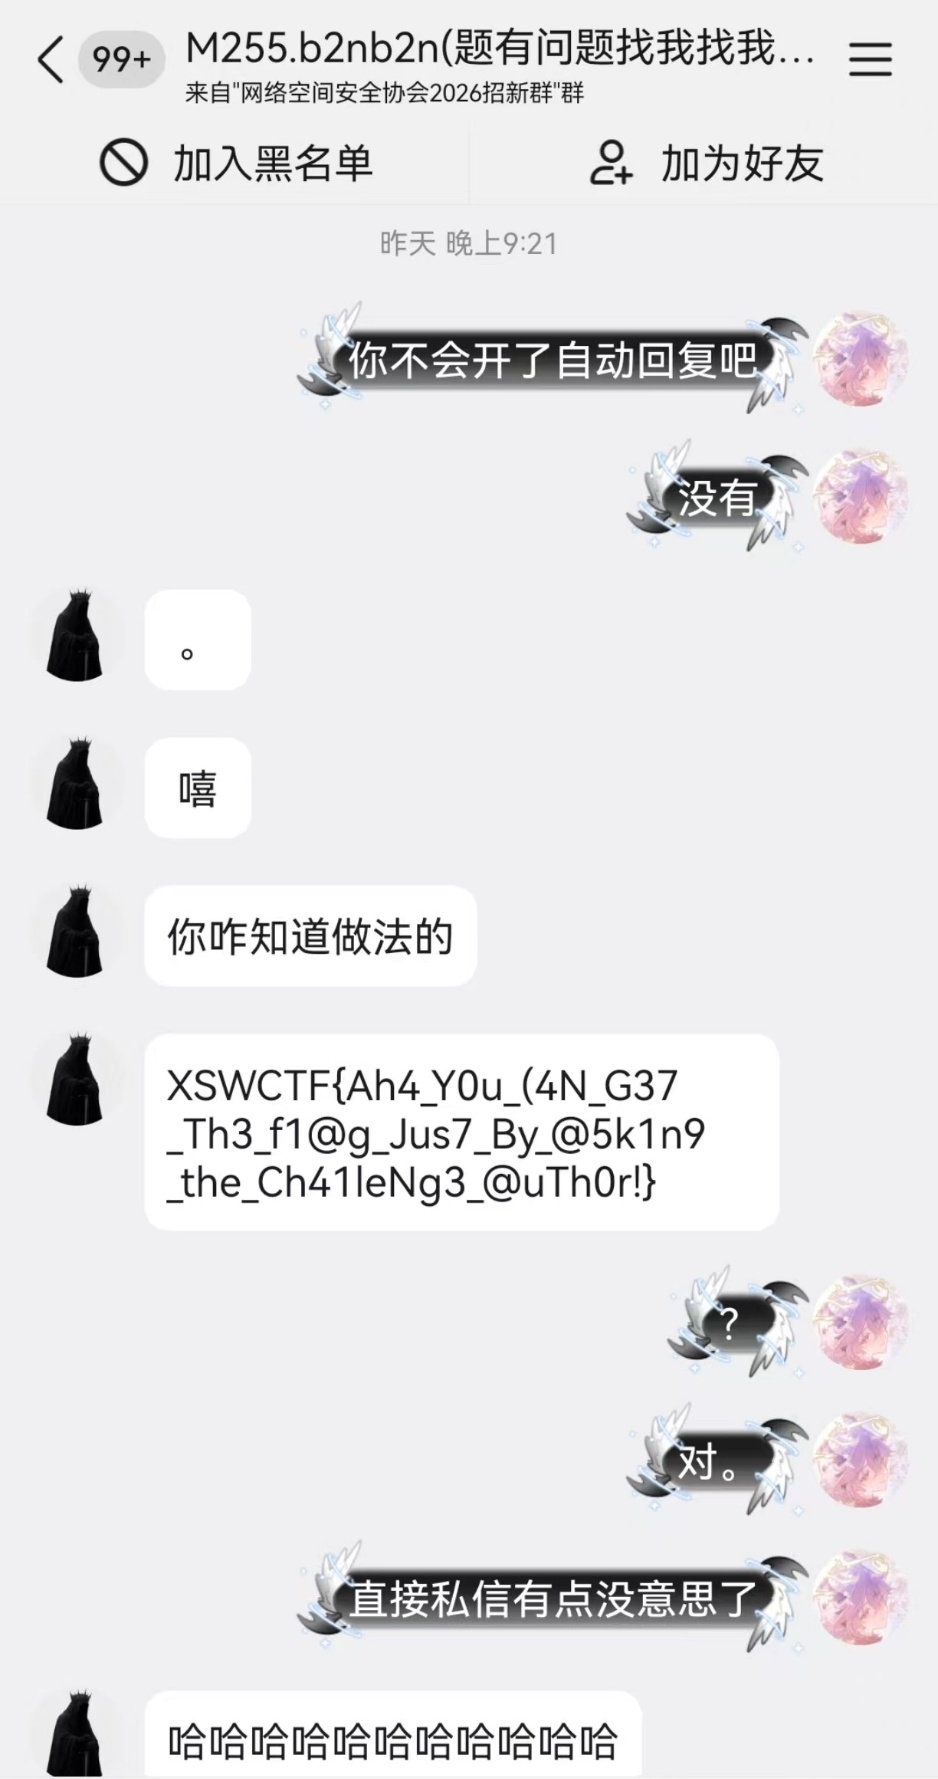 99+
M255.b2nb2n(题有问题找我找我...
来自"网络空间安全协会2026招新群"群
加入黑名单
加为好友
昨天 晚上9:21
你不会开了自动回复吧
没有
。
嘻
你咋知道做法的
XSWCTF{Ah4_Y0u_(4N_G37
_Th3_f1@g_Jus7_By_@5k1n9
_the_Ch41leNg3_@uTh0r!}
?
对。
直接私信有点没意思了
哈哈哈哈哈哈哈哈哈哈哈